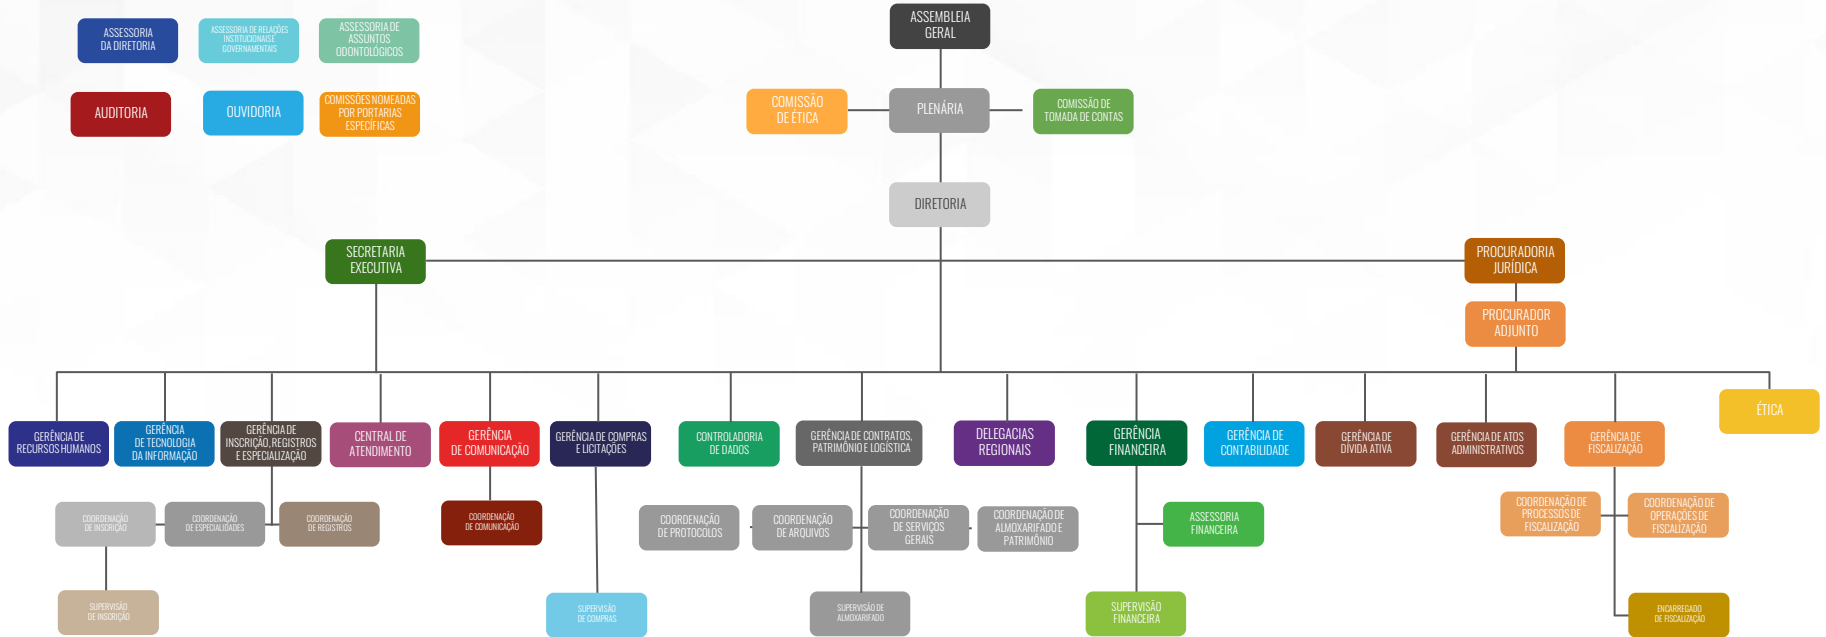 ASSESSORIA
DA DIRETORIA
ASSESSORIA DE RELAÇÕES
INSTITUCIONAIS E
GOVERNAMENTAIS
ASSESSORIA DE
ASSUNTOS
ODONTOLÓGICOS
AUDITORIA
OUVIDORIA
COMISSÕES NOMEADAS
POR PORTARIAS
ESPECÍFICAS
ASSEMBLEIA
GERAL
COMISSÃO
DE ÉTICA
PLENÁRIA
COMISSÃO DE
TOMADA DE CONTAS
DIRETORIA
SECRETARIA
EXECUTIVA
PROCURADORIA
JURÍDICA
PROCURADOR
ADJUNTO
ÉTICA
GERÊNCIA DE
RECURSOS HUMANOS
GERÊNCIA
DE TECNOLOGIA
DA INFORMAÇÃO
GERÊNCIA DE
INSCRIÇÃO, REGISTROS
E ESPECIALIZAÇÃO
CENTRAL DE
ATENDIMENTO
GERÊNCIA
DE COMUNICAÇÃO
GERÊNCIA DE COMPRAS
E LICITAÇÕES
CONTROLADORIA
DE DADOS
GERÊNCIA DE CONTRATOS,
PATRIMÔNIO E LOGÍSTICA
DELEGACIAS
REGIONAIS
GERÊNCIA
FINANCEIRA
GERÊNCIA DE
CONTABILIDADE
GERÊNCIA DE
DÍVIDA ATIVA
GERÊNCIA DE ATOS
ADMINISTRATIVOS
GERÊNCIA DE
FISCALIZAÇÃO
COORDENAÇÃO
DE INSCRIÇÃO
COORDENAÇÃO
DE ESPECIALIDADES
COORDENAÇÃO
DE REGISTROS
COORDENAÇÃO
DE COMUNICAÇÃO
COORDENAÇÃO
DE PROTOCOLOS
COORDENAÇÃO
DE ARQUIVOS
COORDENAÇÃO
DE SERVIÇOS
GERAIS
COORDENAÇÃO DE
ALMOXARIFADO E
PATRIMÔNIO
ASSESSORIA
FINANCEIRA
COORDENAÇÃO DE
PROCESSOS DE
FISCALIZAÇÃO
COORDENAÇÃO DE
OPERAÇÕES DE
FISCALIZAÇÃO
SUPERVISÃO
DE INSCRIÇÃO
SUPERVISÃO
DE COMPRAS
SUPERVISÃO DE
ALMOXARIFADO
SUPERVISÃO
FINANCEIRA
ENCARREGADO
DE FISCALIZAÇÃO